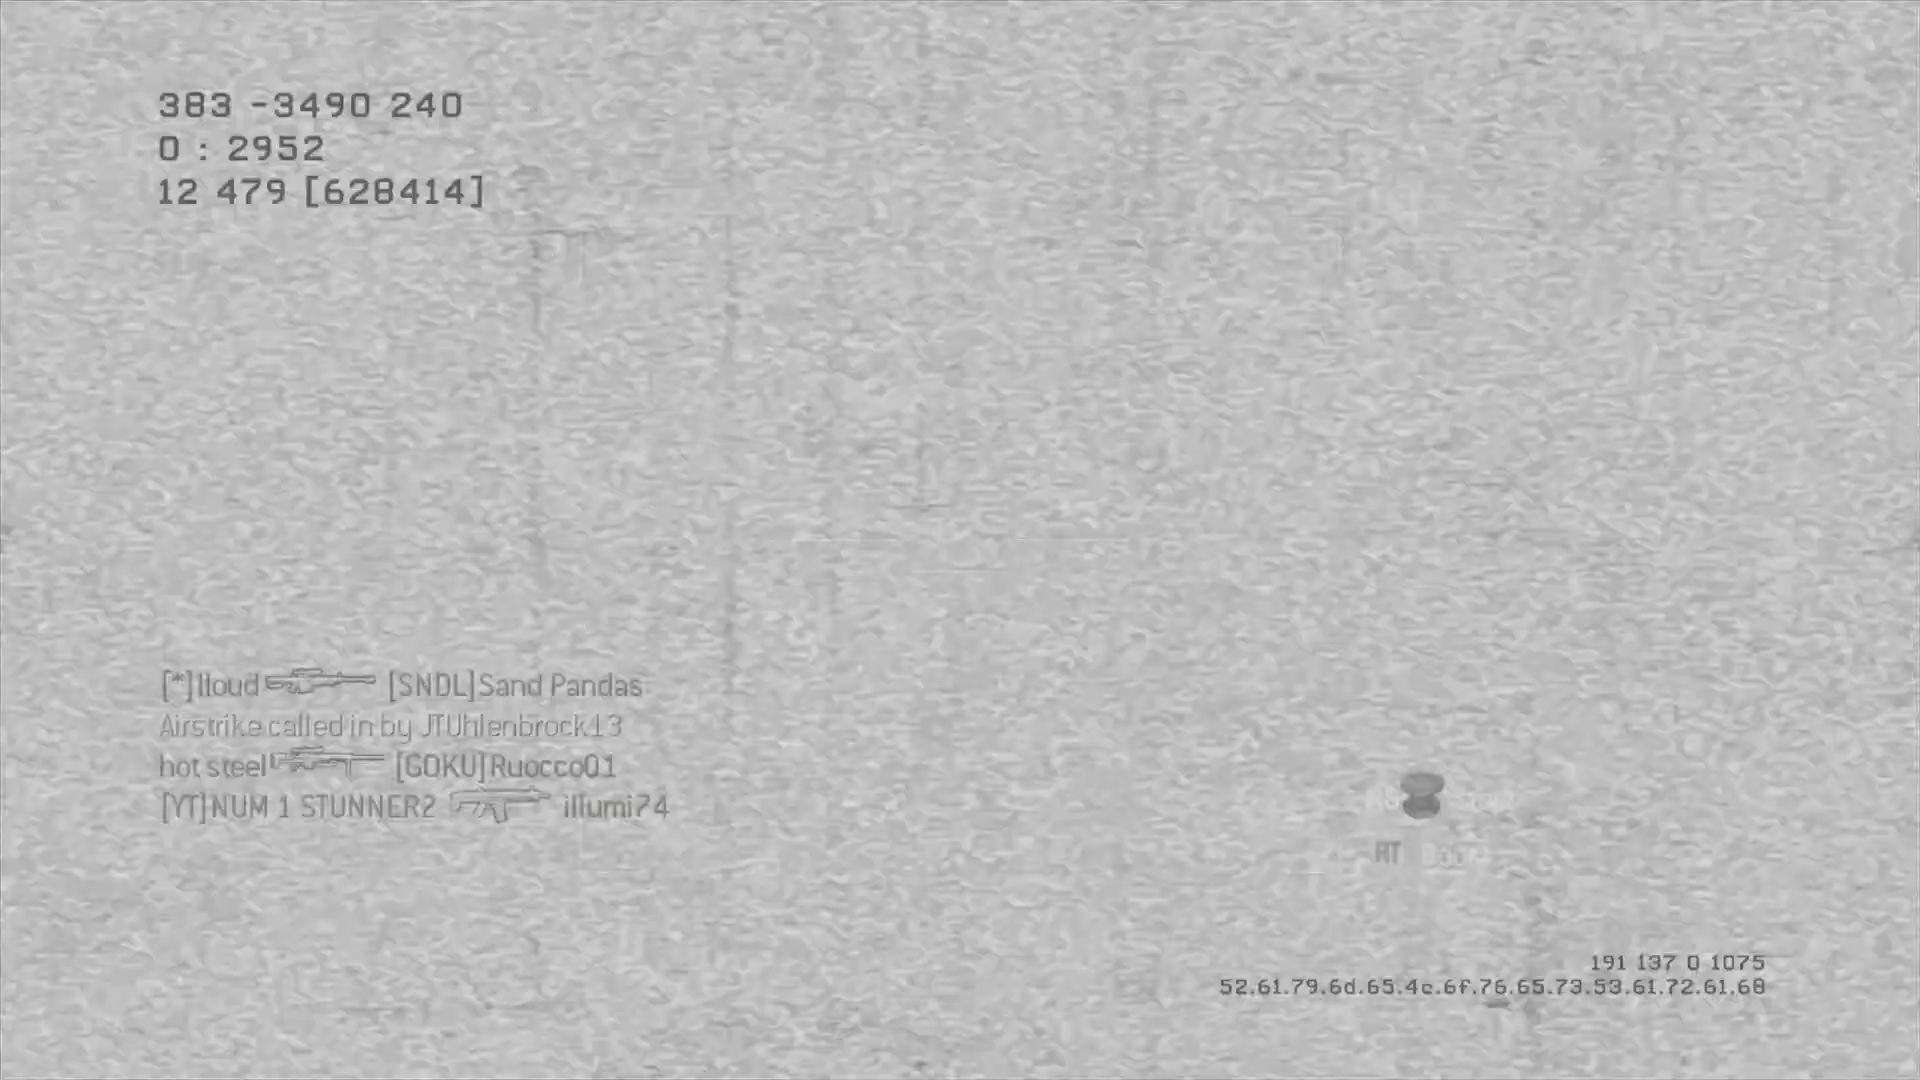 383 -3490 240
0 : 2952
12 479 [628414]
[*]lloud [SNDL]Sand Pandas
Airstrike called in by JTUhlenbrock13
hot steel [GOKU]Ruocco01
[YT]NUM 1 STUNNER2 illumi74
RT
191 137 0 1075
52.61.79.6d.65.4c.6f.76.65.73.53.61.72.61.68